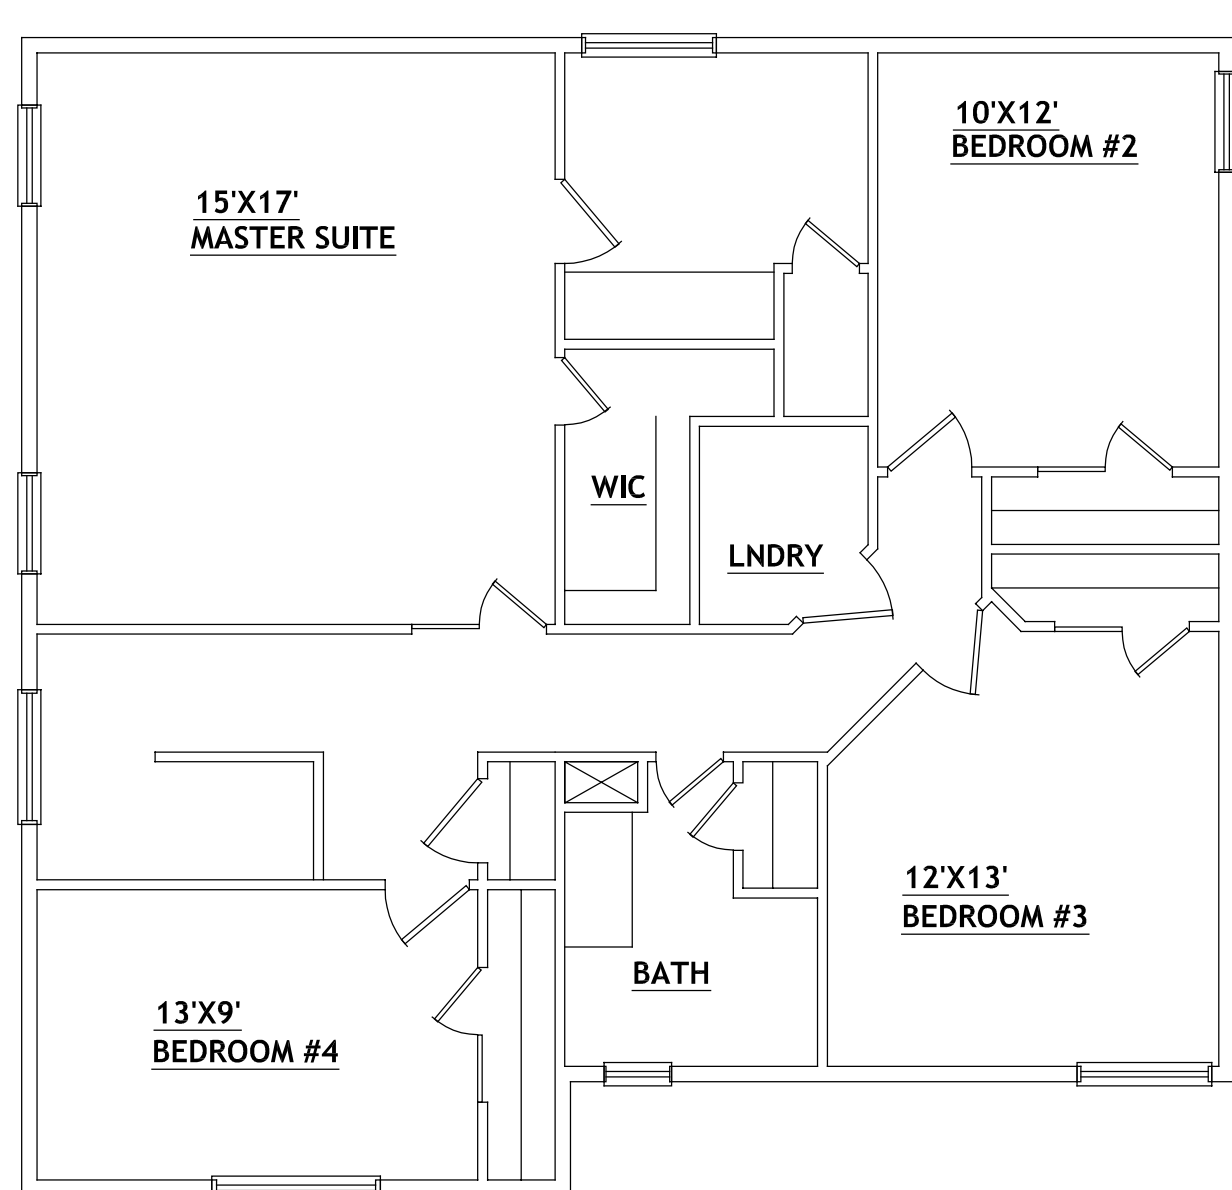 10'X12'
BEDROOM #2
15'X17'
MASTER SUITE
WIC
LNDRY
12'X13'
BEDROOM #3
BATH
13'X9'
BEDROOM #4